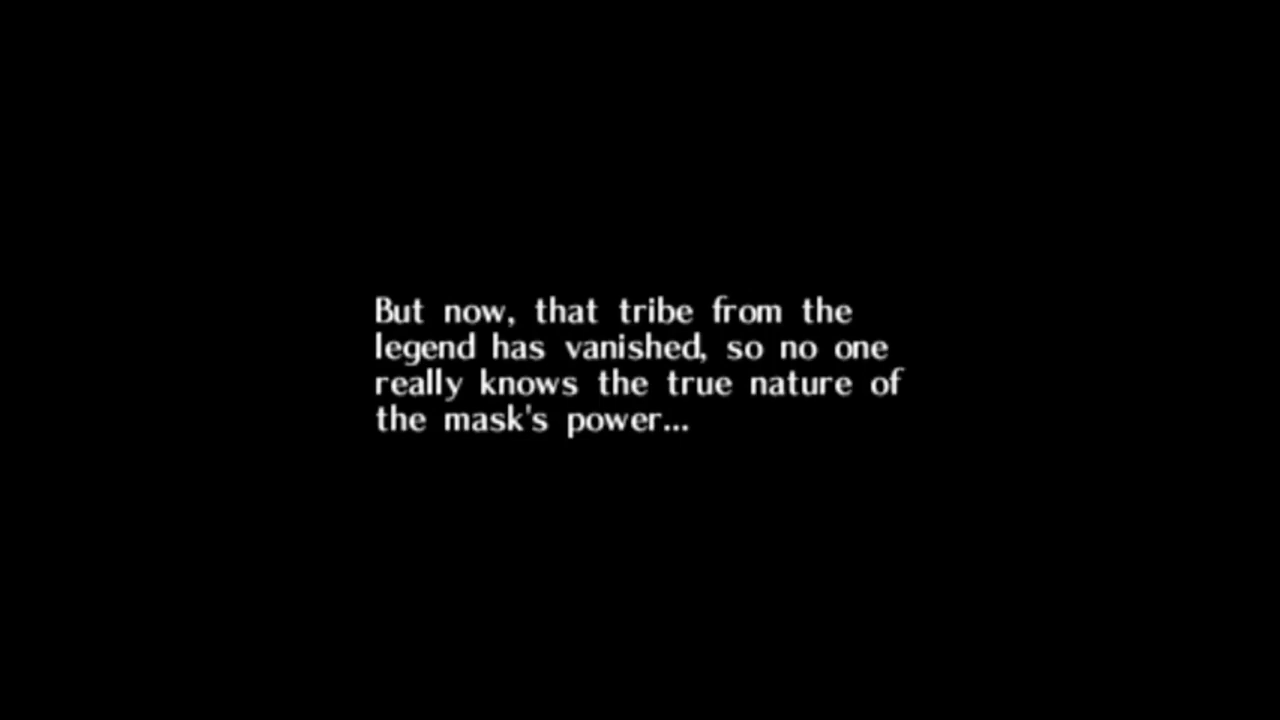 But now, that tribe from the
legend has vanished, so no one
really knows the true nature of
the mask's power...